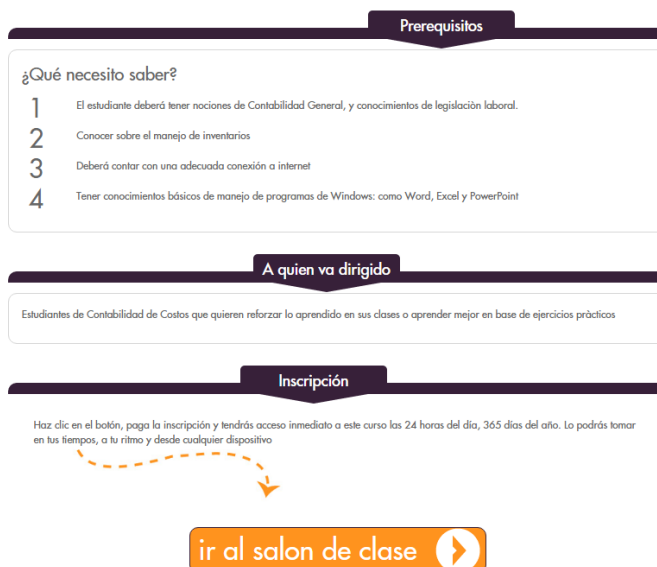 Prerequisitos
¿Qué necesito saber?
1 El estudiante deberá tener nociones de Contabilidad General, y conocimientos de legislaciòn laboral.
2 Conocer sobre el manejo de inventarios
3 Deberá contar con una adecuada conexión a internet
4 Tener conocimientos básicos de manejo de programas de Windows: como Word, Excel y PowerPoint
A quien va dirigido
Estudiantes de Contabilidad de Costos que quieren reforzar lo aprendido en sus clases o aprender mejor en base de ejercicios pràcticos
Inscripción
Haz clic en el botón, paga la inscripción y tendrás acceso inmediato a este curso las 24 horas del día, 365 días del año. Lo podrás tomar
en tus tiempos, a tu ritmo y desde cualquier dispositivo
ir al salon de clase